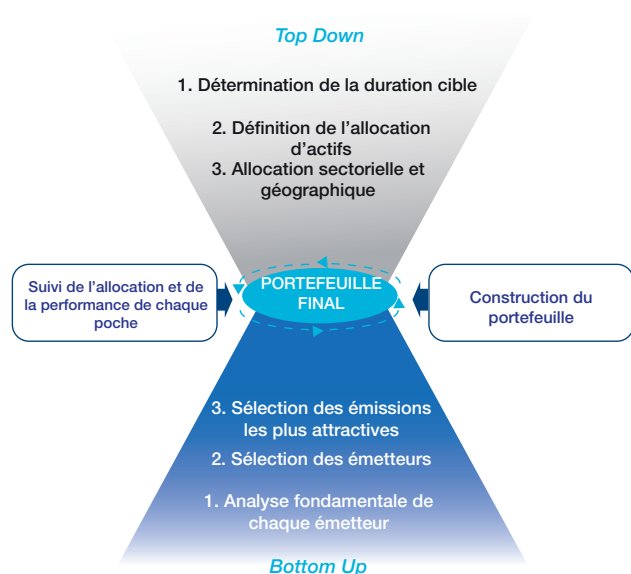 Top Down
1. Détermination de la duration cible
2. Définition de l'allocation
d'actifs
3. Allocation sectorielle et
géographique
Suivi de l'allocation et de
la performance de chaque
poche
PORTEFEUILLE
FINAL
Construction du
portefeuille
3. Sélection des émissions
les plus attractives
2. Sélection des émetteurs
1. Analyse fondamentale de
chaque émetteur
Bottom Up